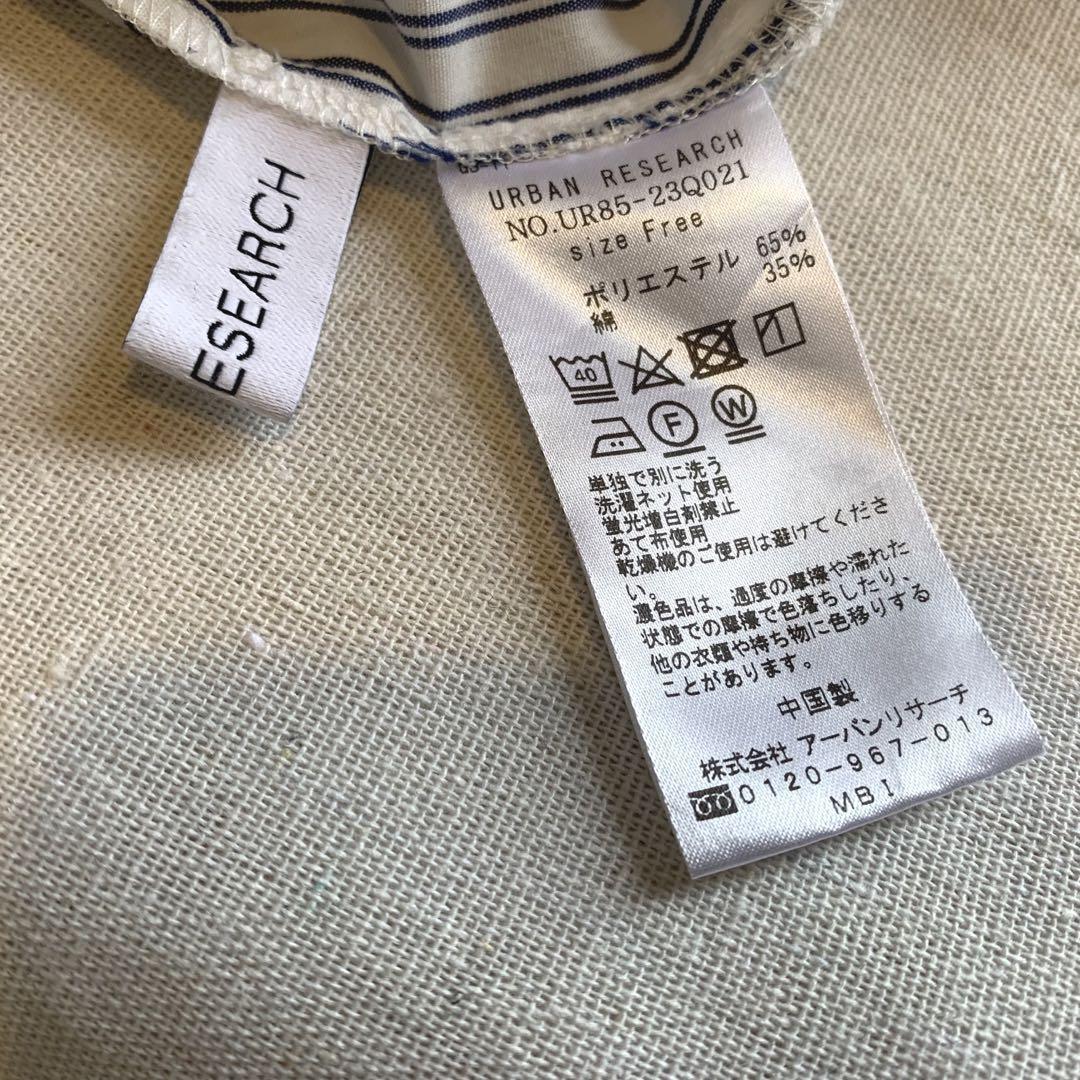 ESEARCH
URBAN RESEARCH
NO.UR85-23Q021
size Free
ポリエステル 65%
綿 35%
40
F W
単独で別に洗う
洗濯ネット使用
蛍光増白剤禁止
あて布使用
乾燥機のご使用は避けてくださ
い。
濃色品は、過度の摩擦や濡れた
状態での摩擦で色落ちしたり、
他の衣類や持ち物に色移りする
ことがあります。
中国製
株式会社 アーバンリサーチ
0120-967-013
MBI